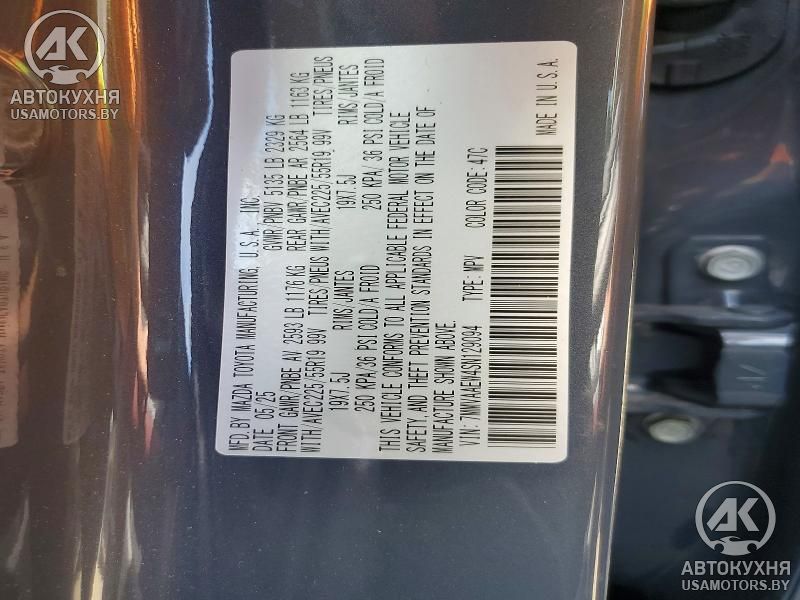 AK
АВТОКУХНЯ
USAMOTORS.BY
MFD. BY MAZDA TOYOTA MANUFACTURING, U.S.A., INC.
DATE 05/25 GVWR/PNBV 5135 LB 2329 KG
FRONT GAWR/PNBE AV 2593 LB 1176 KG REAR GAWR/PNBE AR 2564 LB 1163 KG
WITH/AVEC225/55R19 99V TIRES/PNEUS WITH/AVEC225/55R19 99V TIRES/PNEUS
19X7.5J RIMS/JANTES 19X7.5J RIMS/JANTES
250 KPA/36 PSI COLD/A FROID 250 KPA/36 PSI COLD/A FROID
THIS VEHICLE CONFORMS TO ALL APPLICABLE FEDERAL MOTOR VEHICLE
SAFETY, AND THEFT PREVENTION STANDARDS IN EFFECT ON THE DATE OF
MANUFACTURE SHOWN ABOVE.
VIN: 7MMVAAEN4SN129094 TYPE: MPV COLOR CODE: 47C
MADE IN U.S.A.
AK
АВТОКУХНЯ
USAMOTORS.BY